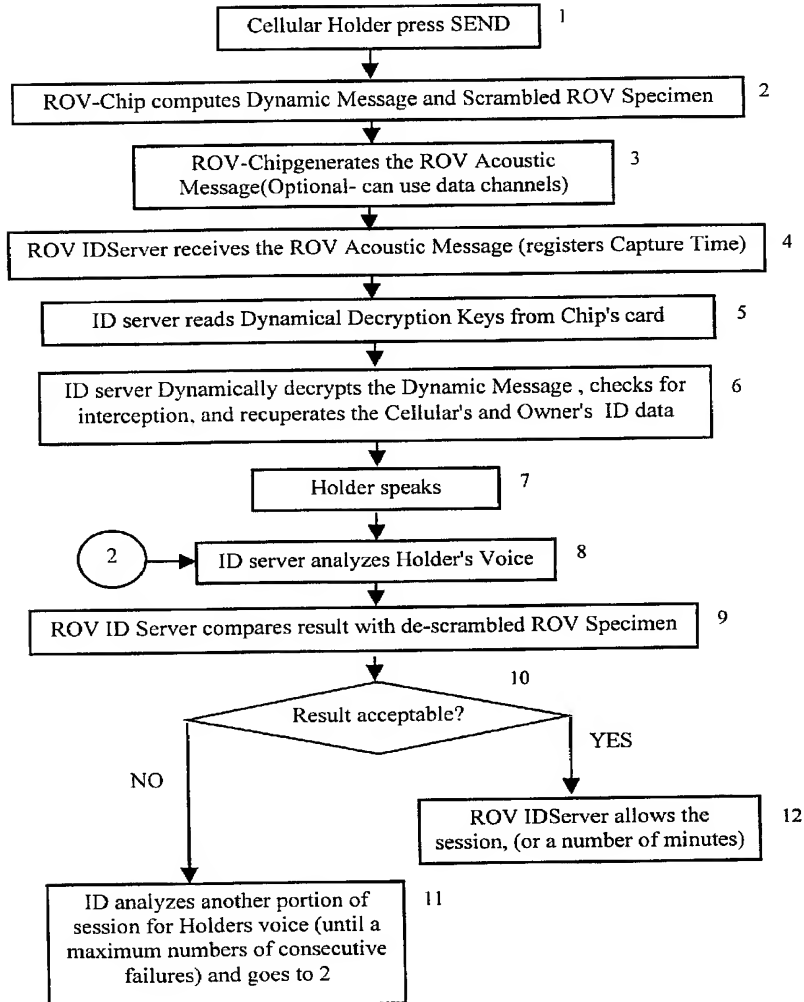 Cellular Holder press SEND
1
ROV-Chip computes Dynamic Message and Scrambled ROV Specimen
2
ROV-Chipgenerates the ROV Acoustic
Message(Optional- can use data channels)
3
ROV IDServer receives the ROV Acoustic Message (registers Capture Time)
4
ID server reads Dynamical Decryption Keys from Chip's card
5
ID server Dynamically decrypts the Dynamic Message , checks for
interception, and recuperates the Cellular's and Owner's ID data
6
Holder speaks
7
2
ID server analyzes Holder's Voice
8
ROV ID Server compares result with de-scrambled ROV Specimen
9
10
Result acceptable?
YES
NO
ROV IDServer allows the
session, (or a number of minutes)
12
ID analyzes another portion of
session for Holders voice (until a
maximum numbers of consecutive
failures) and goes to 2
11